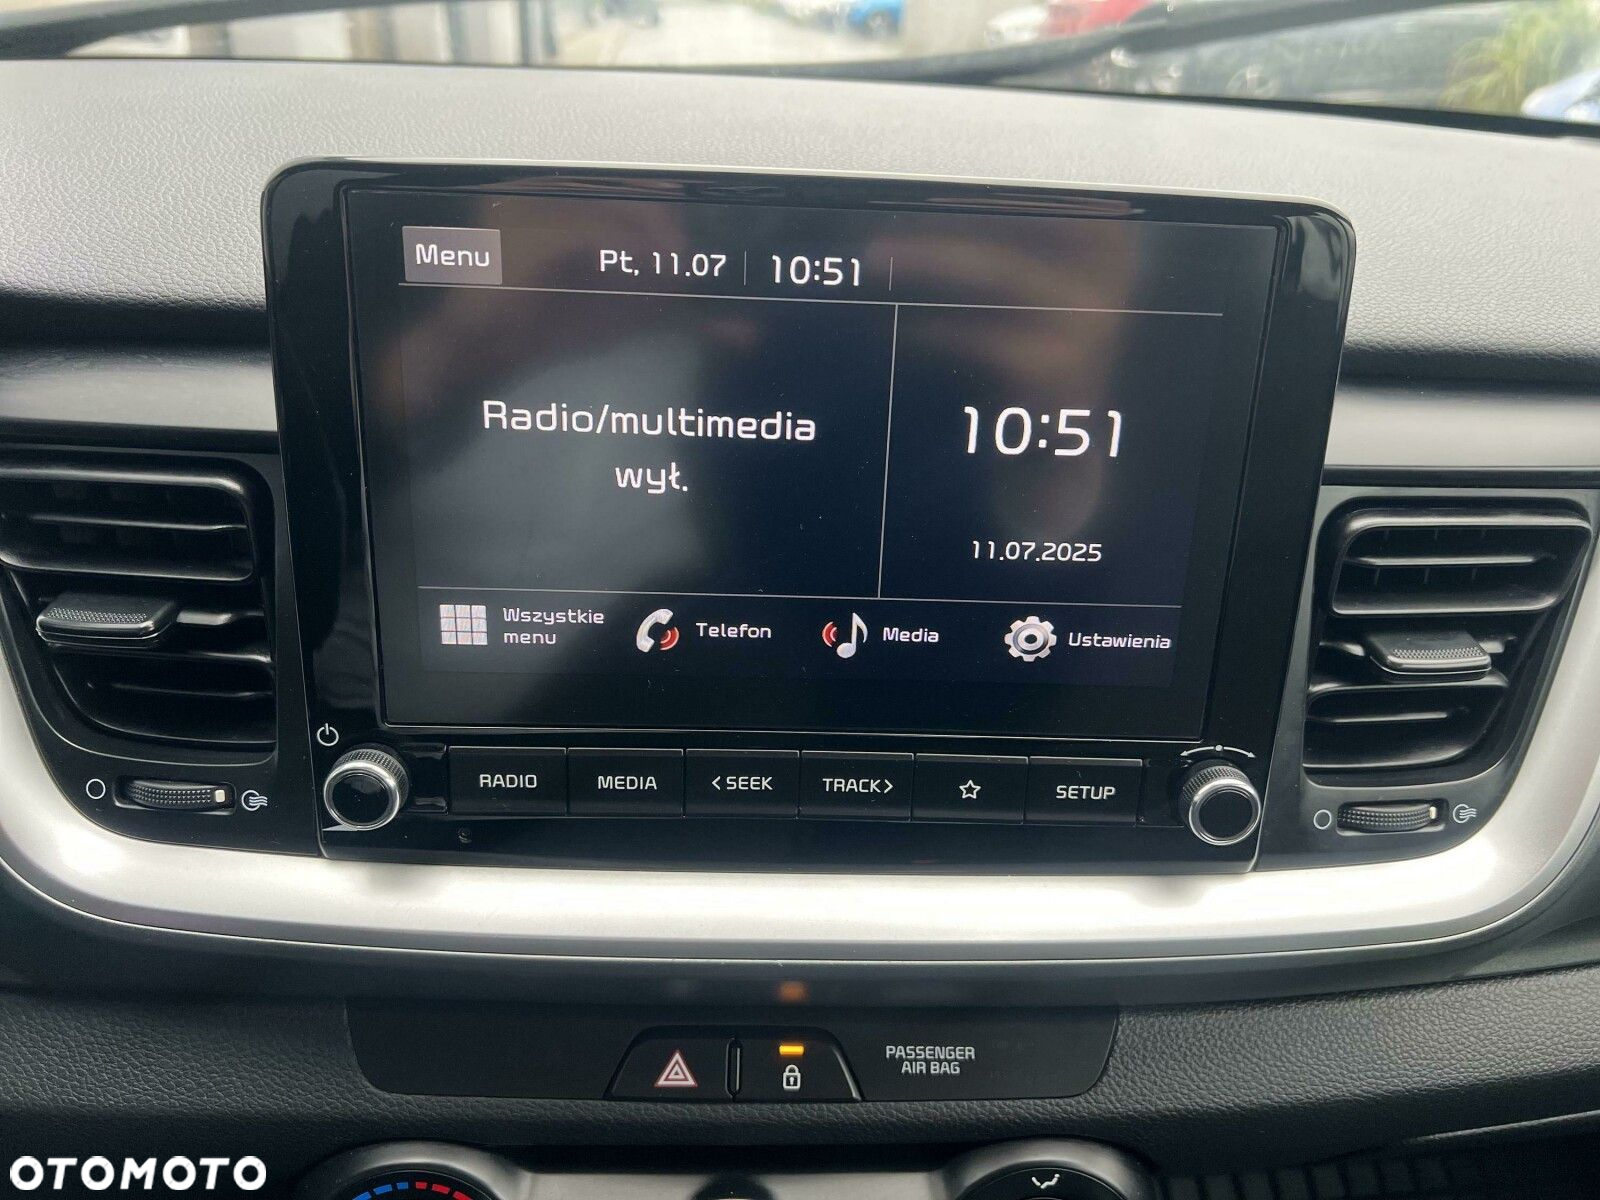 Menu
Pt, 11.07
10:51
Radio/multimedia
wył.
10:51
11.07.2025
Wszystkie
menu
Telefon
Media
Ustawienia
RADIO
MEDIA
<SEEK
TRACK>
SETUP
PASSENGER
AIR BAG
OTOMOTO